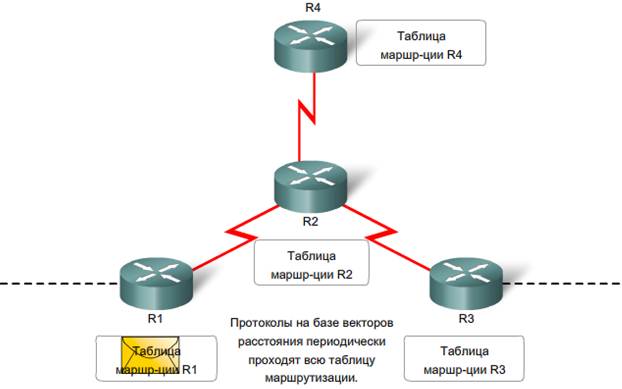 R4
Таблица
маршр-ции R4
R2
Таблица
маршр-ции R2
R1
R3
Таблица
маршр-ции R1
Протоколы на базе векторов
расстояния периодически
проходят всю таблицу
маршрутизации.
Таблица
маршр-ции R3